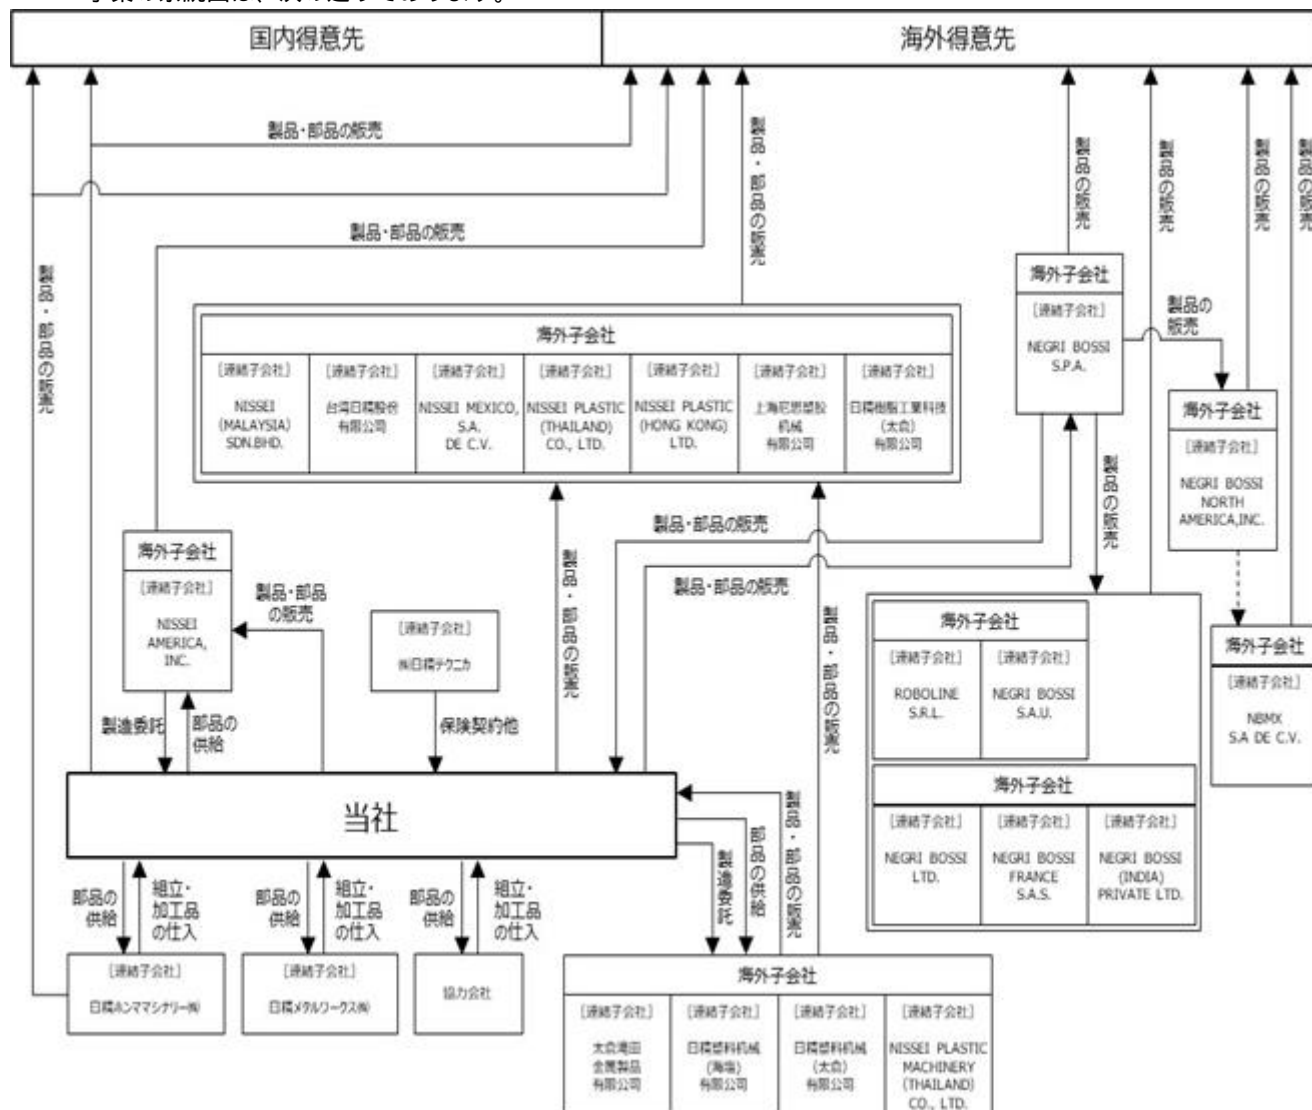 国内得意先
海外得意先
製品・部品の販売
製品・部品の販売
製品・部品の販売
製品・部品の販売
製品の販売
製品の販売
製品の販売
製品の販売
製品・部品の販売
海外子会社
[連結子会社]
NISSEI
(MALAYSIA)
SDN.BHD.
[連結子会社]
台湾日精股份
有限公司
[連結子会社]
NISSEI MEXICO,
S.A.
DE C.V.
[連結子会社]
NISSEI PLASTIC
(THAILAND)
CO., LTD.
[連結子会社]
NISSEI PLASTIC
(HONG KONG)
LTD.
[連結子会社]
上海尼思塑胶
机械
有限公司
[連結子会社]
日精樹脂工業科技
(太倉)
有限公司
海外子会社
[連結子会社]
NEGRI BOSSI
S.P.A.
製品の
販売
海外子会社
[連結子会社]
NEGRI BOSSI
NORTH
AMERICA,INC.
製品の販売
製品・部品の販売
製品・部品の販売
海外子会社
[連結子会社]
NISSEI
AMERICA,
INC.
製品・部品
の販売
[連結子会社]
㈱日精テクニカ
製品・部品の販売
製品・部品の販売
製造委託
部品の
供給
保険契約他
海外子会社
[連結子会社]
ROBOLINE
S.R.L.
[連結子会社]
NEGRI BOSSI
S.A.U.
海外子会社
[連結子会社]
NEGRI BOSSI
LTD.
[連結子会社]
NEGRI BOSSI
FRANCE
S.A.S.
[連結子会社]
NEGRI BOSSI
(INDIA)
PRIVATE LTD.
海外子会社
[連結子会社]
NBMX
S.A DE C.V.
当社
部品の
供給
組立・
加工品
の仕入
部品の
供給
組立・
加工品
の仕入
部品の
供給
組立・
加工品
の仕入
製造委託
部品の供給
製品・部品の販売
[連結子会社]
日精ホンママシナリー㈱
[連結子会社]
日精メタルワークス㈱
協力会社
海外子会社
[連結子会社]
金属製品
有限公司
[連結子会社]
日精塑料机械
(海塩)
有限公司
[連結子会社]
日精塑料机械
(太倉)
有限公司
[連結子会社]
NISSEI PLASTIC
MACHINERY
(THAILAND)
CO., LTD.